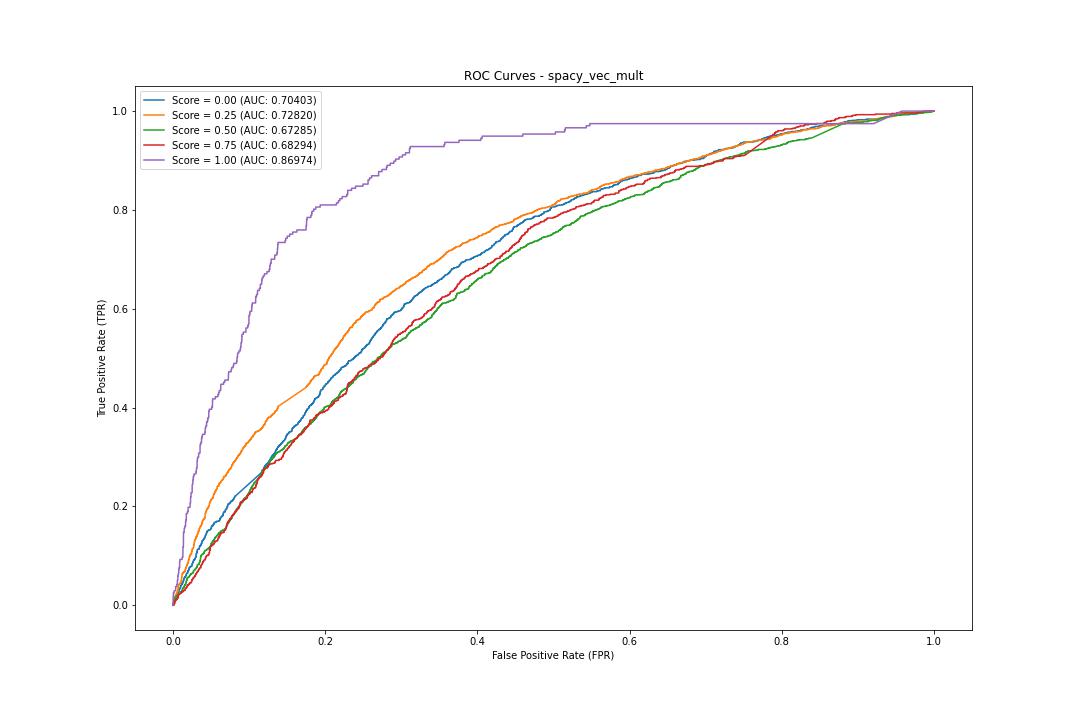 ROC Curves - spacy_vec_mult
Score = 0.00 (AUC: 0.70403)
Score = 0.25 (AUC: 0.72820)
Score = 0.50 (AUC: 0.67285)
Score = 0.75 (AUC: 0.68294)
Score = 1.00 (AUC: 0.86974)
True Positive Rate (TPR)
1.0
0.8
0.6
0.4
0.2
0.0
0.0 0.2 0.4 0.6 0.8 1.0
False Positive Rate (FPR)